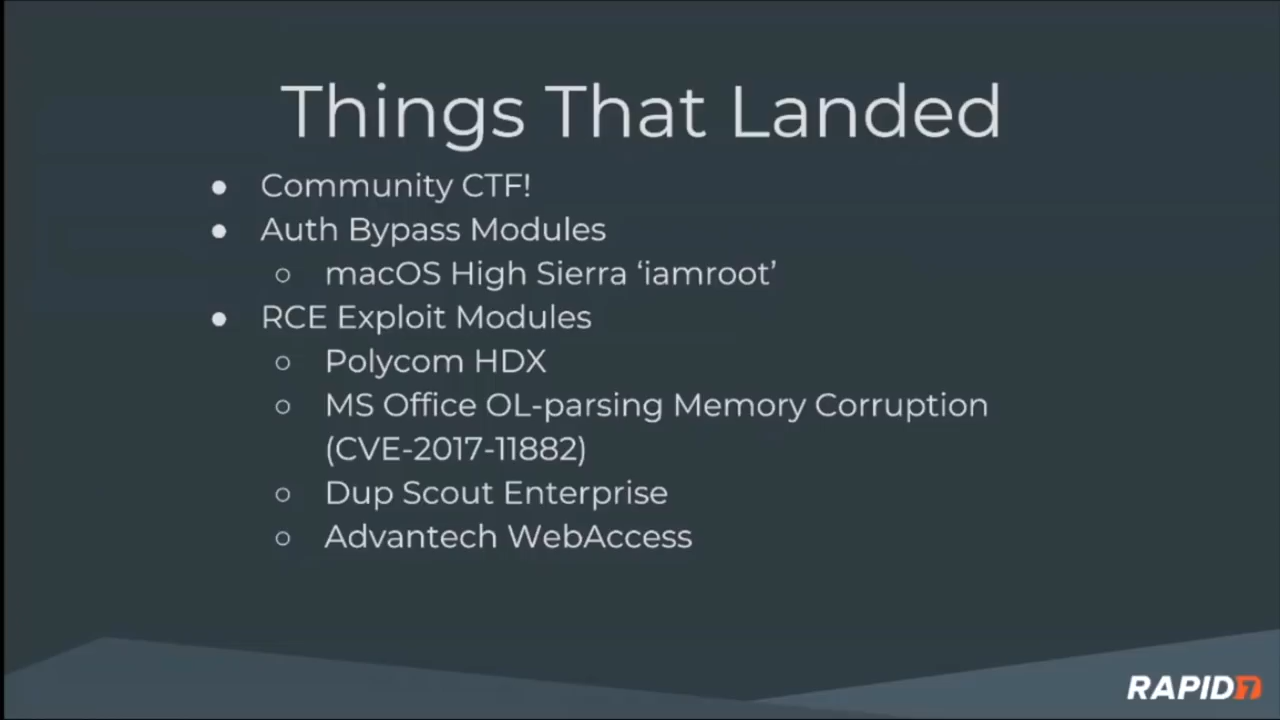 Things That Landed
● Community CTF!
● Auth Bypass Modules
○ macOS High Sierra ‘iamroot’
● RCE Exploit Modules
○ Polycom HDX
○ MS Office OL-parsing Memory Corruption
(CVE-2017-11882)
○ Dup Scout Enterprise
○ Advantech WebAccess
RAPID7